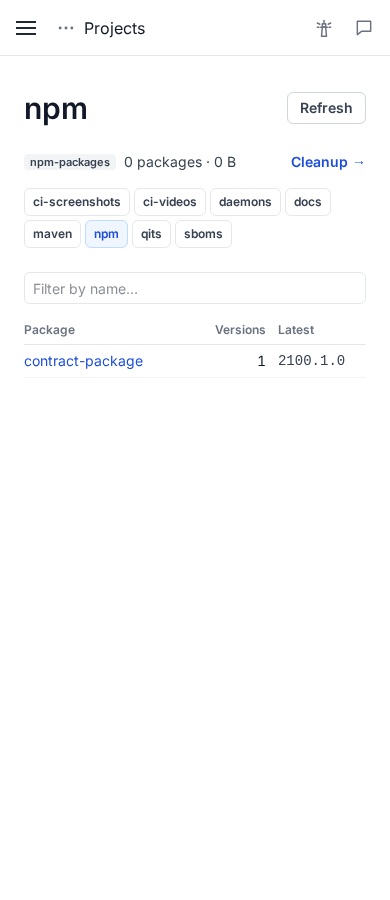 ··· Projects
npm
Refresh
npm-packages 0 packages · 0 B Cleanup →
ci-screenshots ci-videos daemons docs
maven npm qits sboms
Filter by name...
Package Versions Latest
contract-package 1 2100.1.0